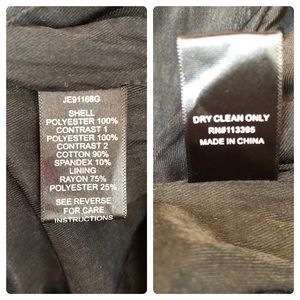 JE91168G
SHELL
POLYESTER 100%
CONTRAST 1
POLYESTER 100%
CONTRAST 2
COTTON 90%
SPANDEX 10%
LINING
RAYON 75%
POLYESTER 25%
SEE REVERSE
FOR CARE
INSTRUCTIONS
DRY CLEAN ONLY
RN#113395
MADE IN CHINA